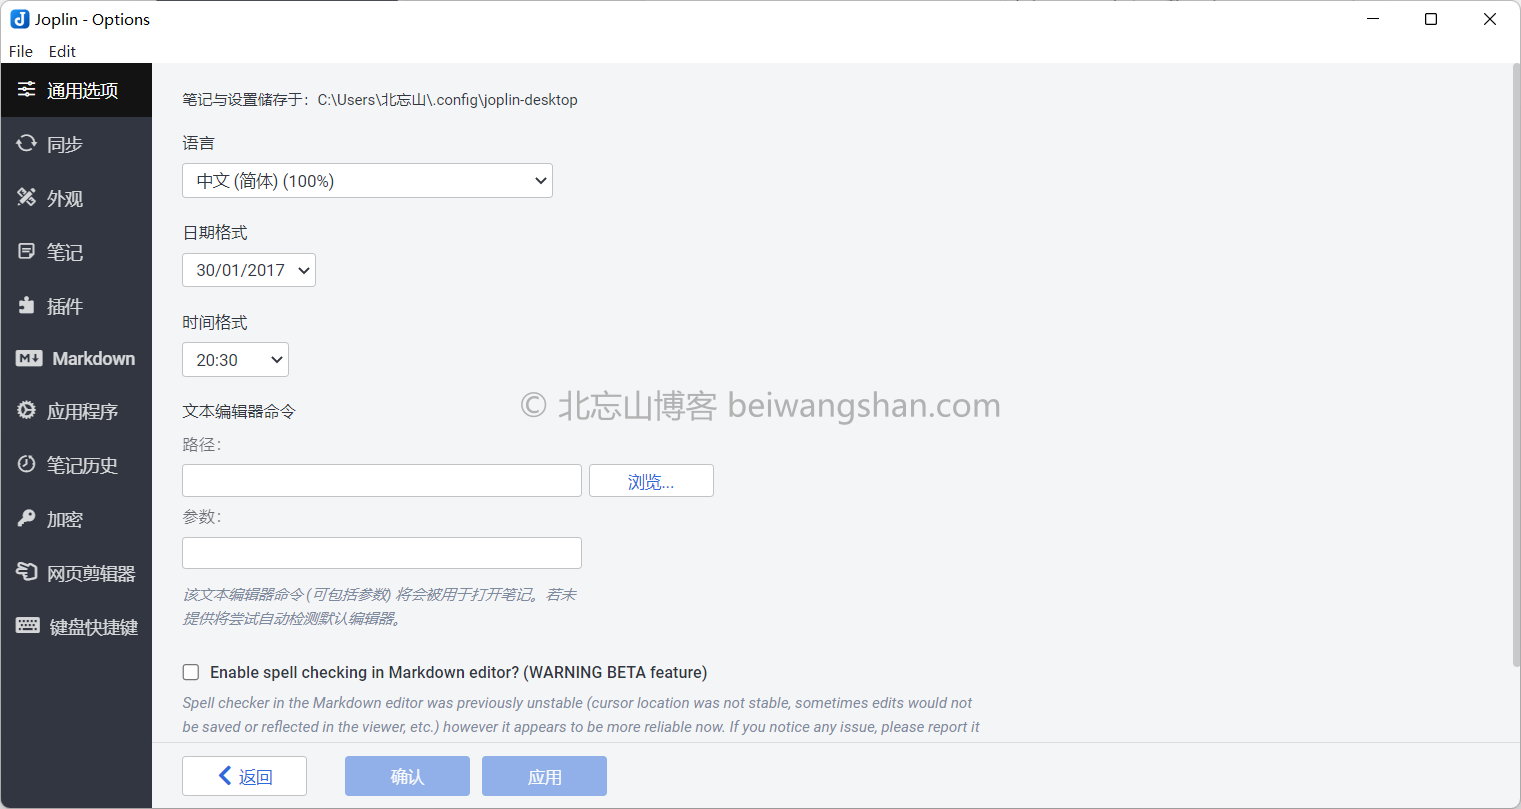 Joplin - Options
File Edit
通用选项
同步
外观
笔记
插件
Markdown
应用程序
笔记历史
加密
网页剪辑器
键盘快捷键
笔记与设置储存于：C:\Users\北忘山\.config\joplin-desktop
语言
中文 (简体) (100%)
日期格式
30/01/2017
时间格式
20:30
文本编辑器命令
路径：
浏览...
参数：
该文本编辑器命令 (可包括参数) 将会被用于打开笔记。若未
提供将尝试自动检测默认编辑器。
Enable spell checking in Markdown editor? (WARNING BETA feature)
Spell checker in the Markdown editor was previously unstable (cursor location was not stable, sometimes edits would not
be saved or reflected in the viewer, etc.) however it appears to be more reliable now. If you notice any issue, please report it
返回
确认
应用
© 北忘山博客 beiwangshan.com